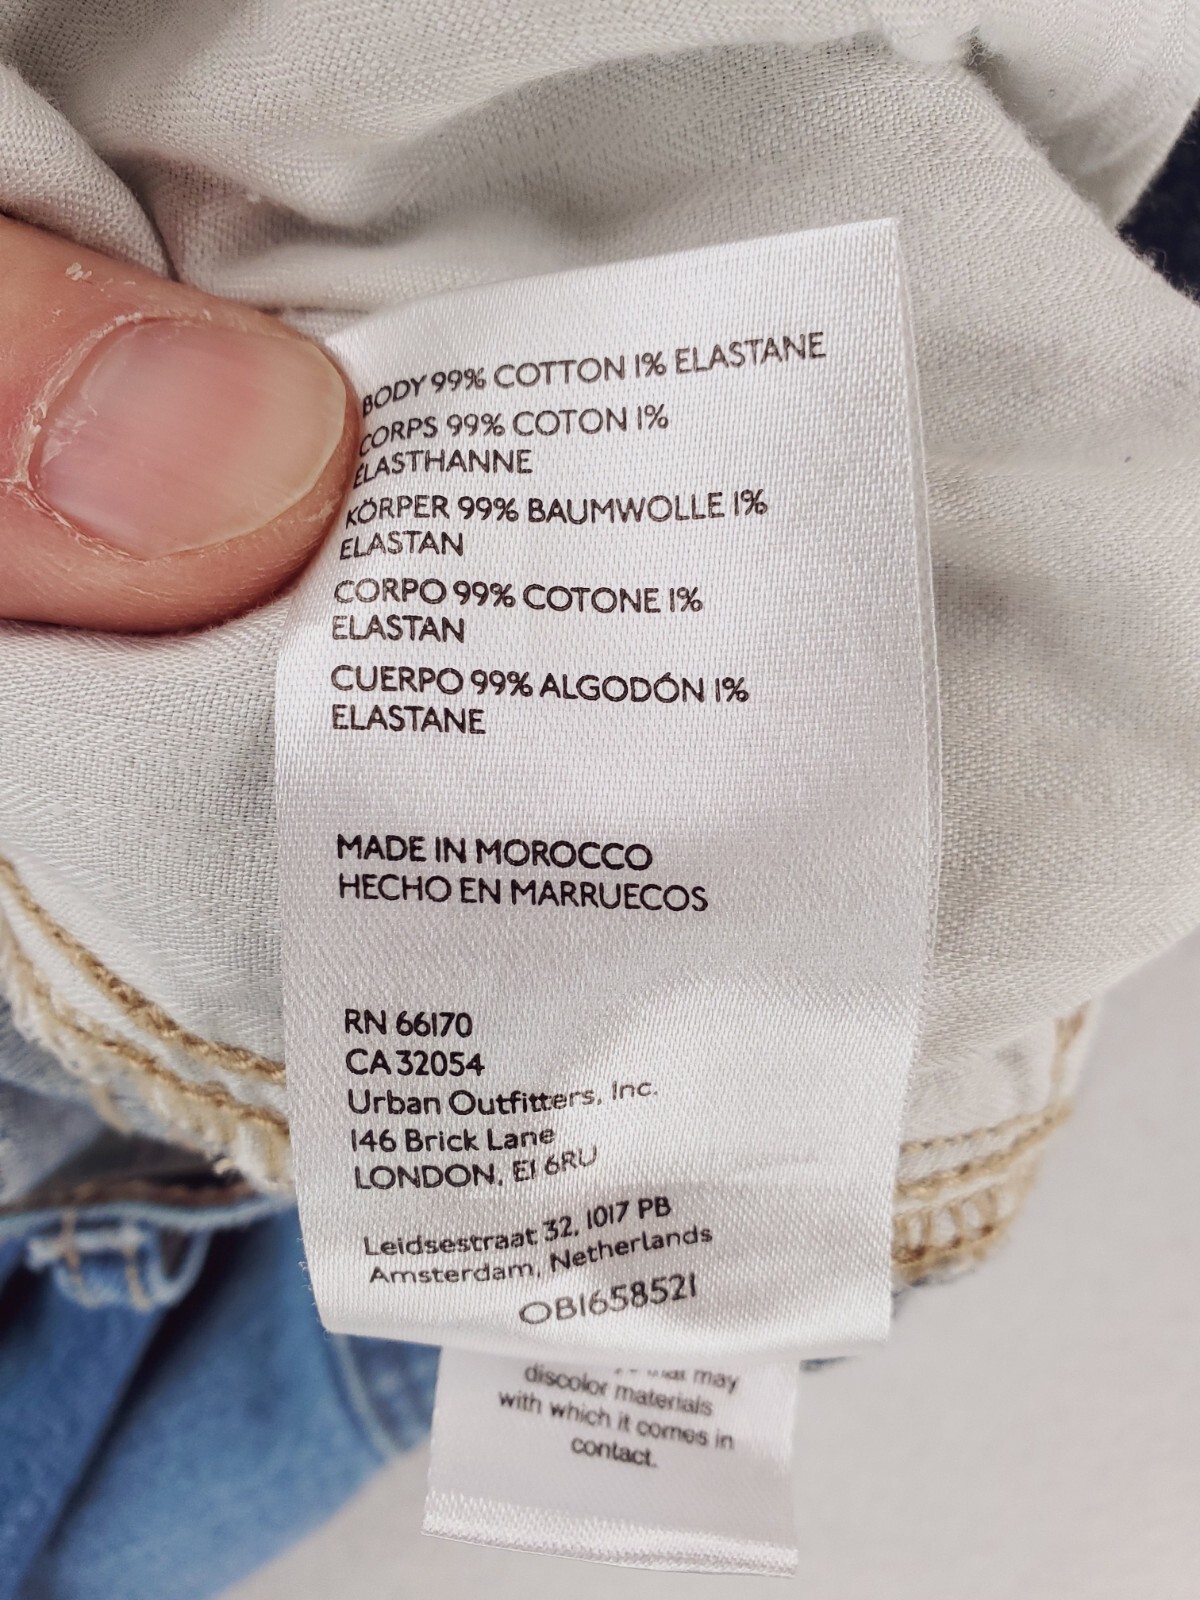 BODY 99% COTTON 1% ELASTANE
CORPS 99% COTON 1%
ÉLASTHANNE
KÖRPER 99% BAUMWOLLE 1%
ELASTAN
CORPO 99% COTONE 1%
ELASTAN
CUERPO 99% ALGODÓN 1%
ELASTANE
MADE IN MOROCCO
HECHO EN MARRUECOS
RN 66170
CA 32054
Urban Outfitters, Inc.
146 Brick Lane
LONDON, E1 6RU
Leidsestraat 32, 1017 PB
Amsterdam, Netherlands
OB1658521
may
discolor materials
with which it comes in
contact.